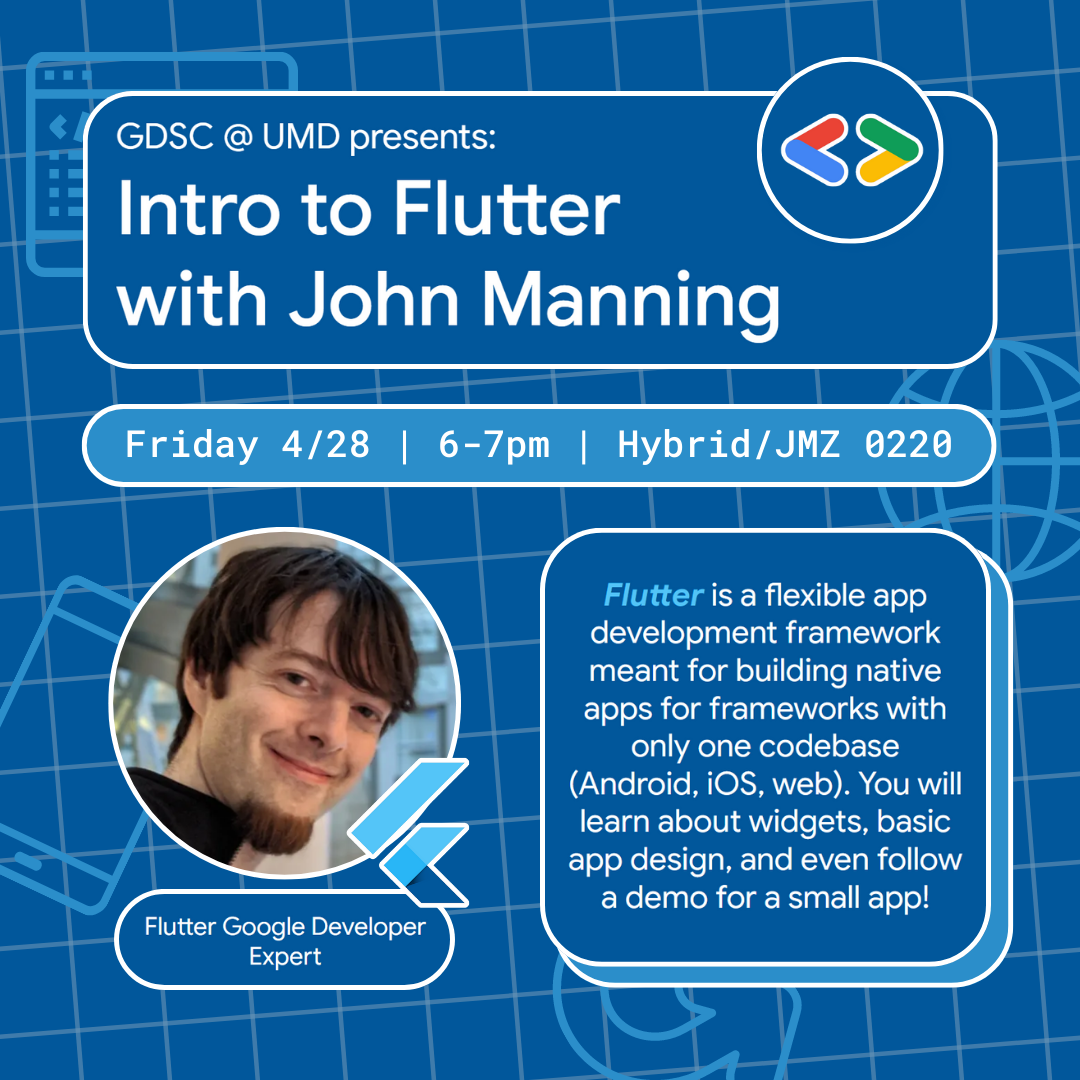 GDSC @ UMD presents:
Intro to Flutter
with John Manning
Friday 4/28 | 6-7pm | Hybrid/JMZ 0220
Flutter is a flexible app
development framework
meant for building native
apps for frameworks with
only one codebase
(Android, iOS, web). You will
learn about widgets, basic
app design, and even follow
a demo for a small app!
Flutter Google Developer
Expert